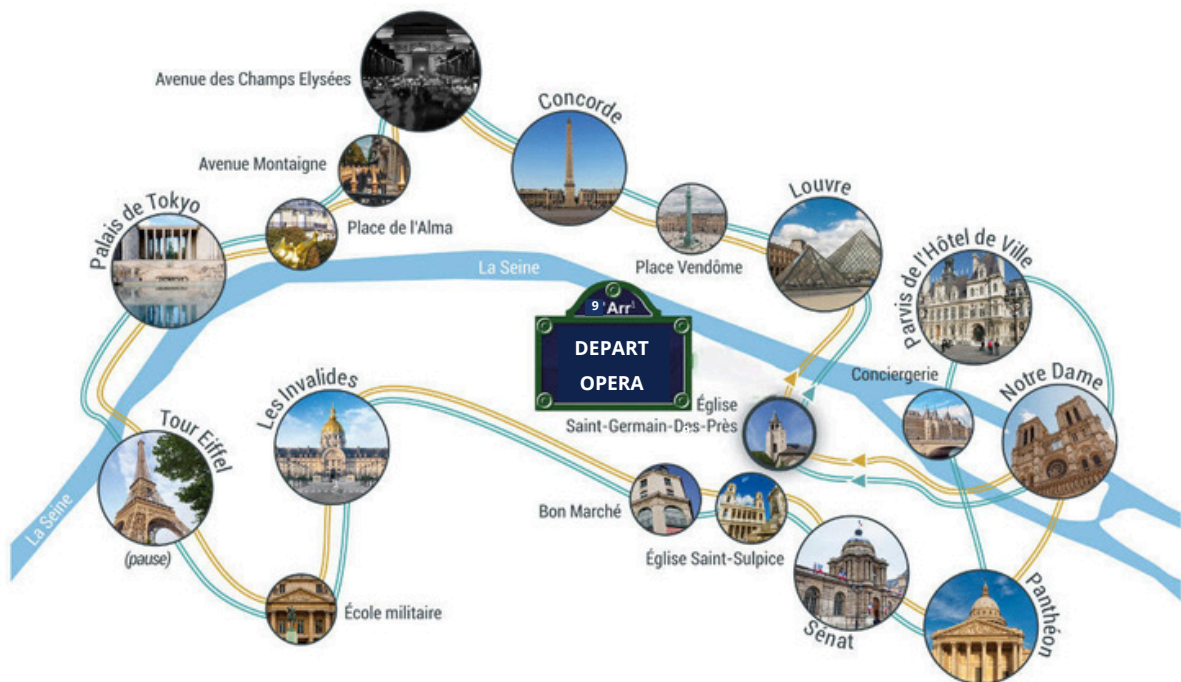 Avenue des Champs Elysées
Concorde
Avenue Montaigne
Louvre
Palais de Tokyo
Place de l'Alma
Parvis de l'Hôtel de Ville
La Seine
Place Vendôme
9 Arr
DEPART
OPERA
Conciergerie
Notre Dame
Les Invalides
Église
Saint-Germain-Des-Près
Tour Eiffel
La Seine
Bon Marché
(pause)
Église Saint-Sulpice
École militaire
Sénat
Panthéon